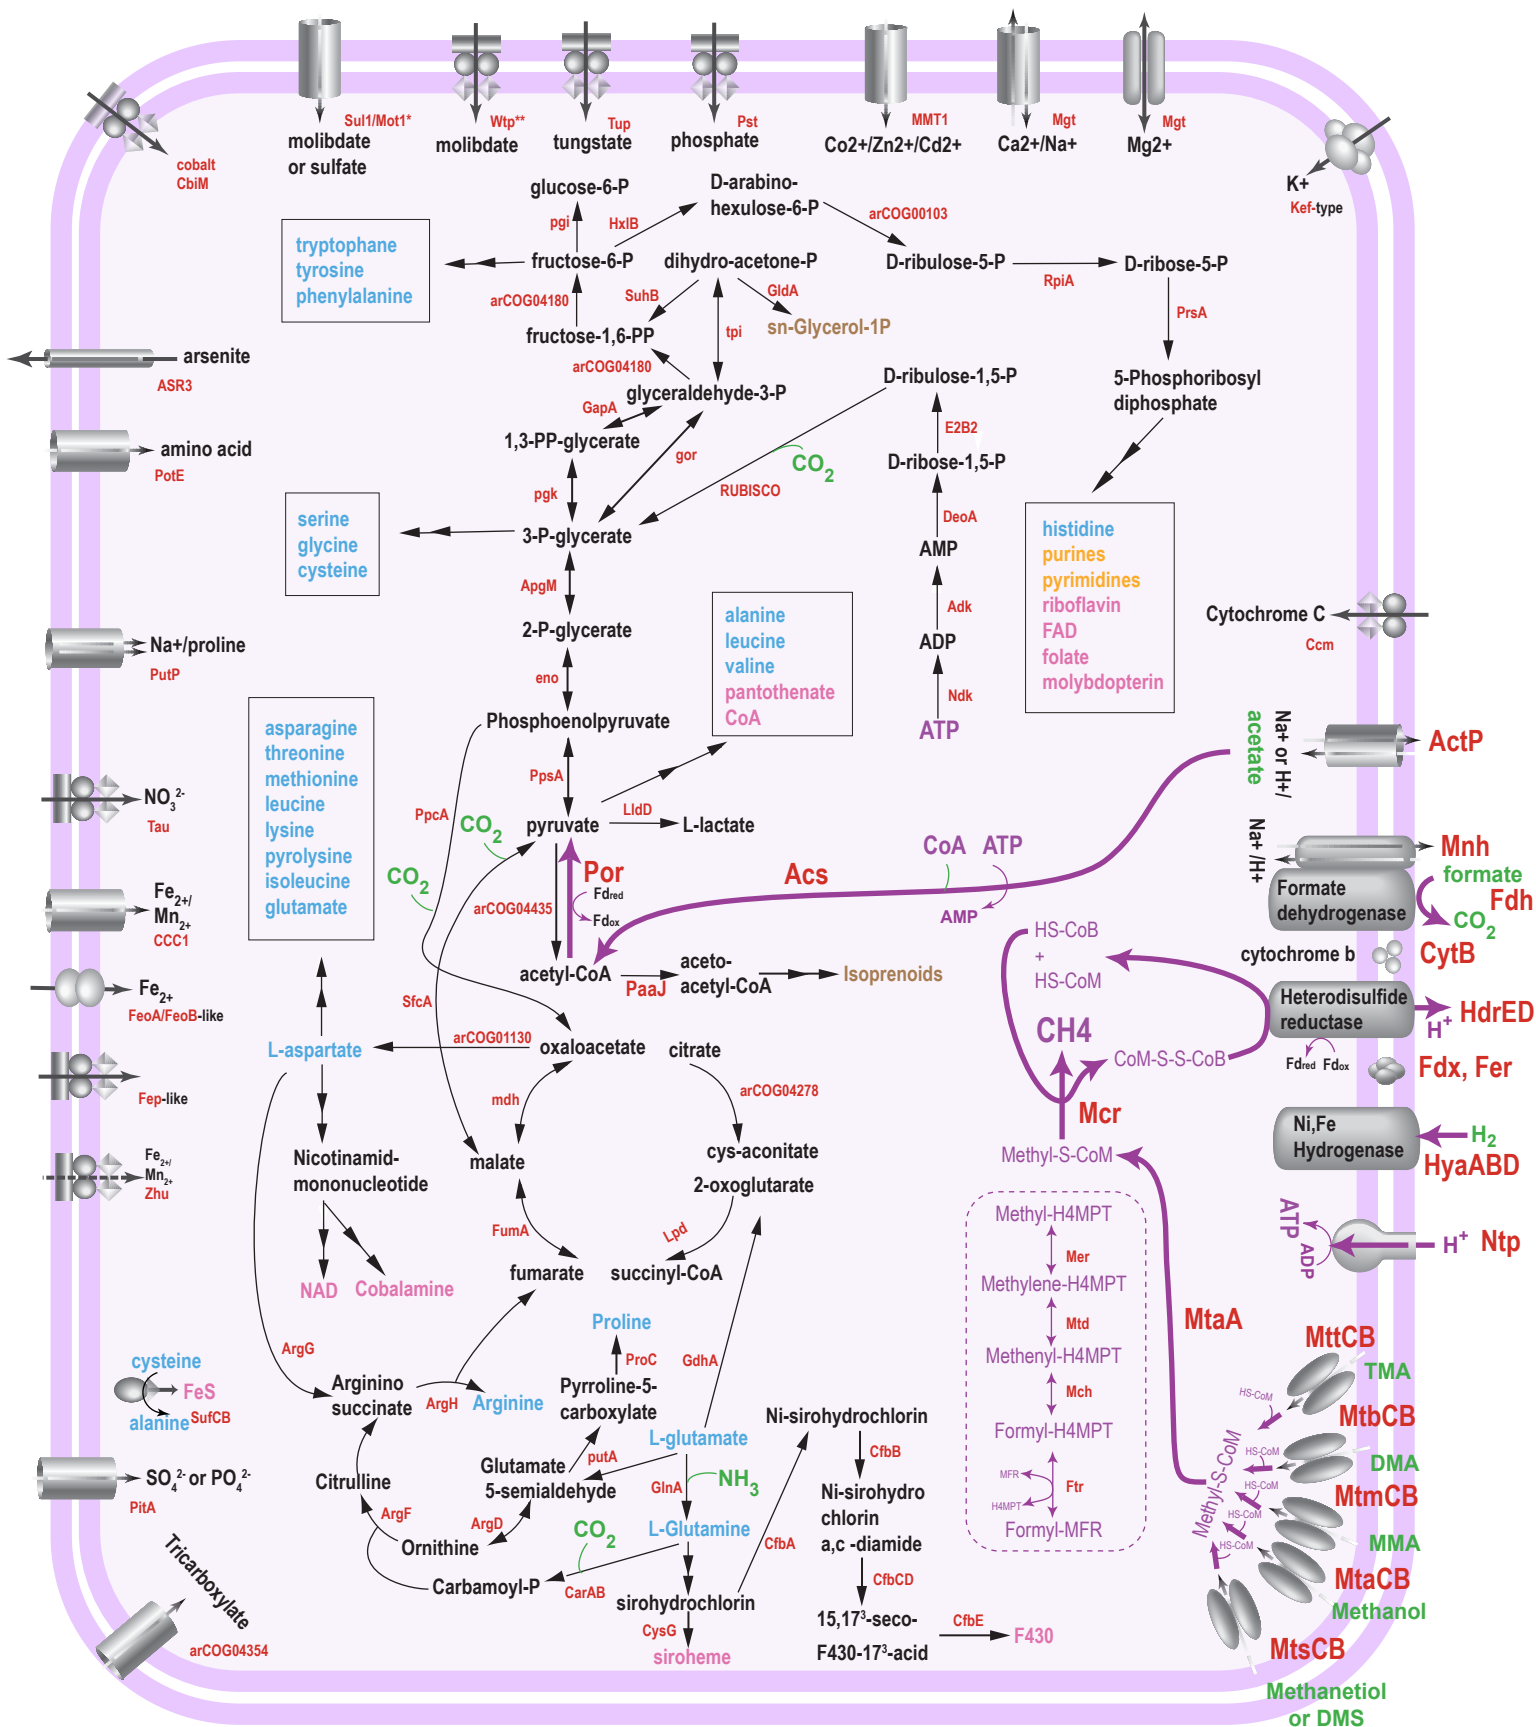 Sul1/Mot1*
molibdate
or sulfate
Wtp**
molibdate
Tup
tungstate
Pst
phosphate
MMT1
Co2+/Zn2+/Cd2+
Mgt
Ca2+/Na+
Mgt
Mg2+
cobalt
CbiM
K+
Kef-type
glucose-6-P
D-arabino-
hexulose-6-P
pgi
HxlB
arCOG00103
tryptophane
tyrosine
phenylalanine
fructose-6-P
dihydro-acetone-P
D-ribulose-5-P
RpiA
D-ribose-5-P
arCOG04180
SuhB
GldA
PrsA
fructose-1,6-PP
tpi
sn-Glycerol-1P
arsenite
ASR3
arCOG04180
glyceraldehyde-3-P
D-ribulose-1,5-P
5-Phosphoribosyl
diphosphate
GapA
E2B2
amino acid
PotE
1,3-PP-glycerate
gor
CO2
D-ribose-1,5-P
pgk
RUBISCO
DeoA
serine
glycine
cysteine
3-P-glycerate
AMP
histidine
purines
pyrimidines
riboflavin
FAD
folate
molybdopterin
ApgM
Adk
alanine
leucine
valine
pantothenate
CoA
Cytochrome C
Ccm
Na+/proline
PutP
2-P-glycerate
ADP
eno
Ndk
Phosphoenolpyruvate
ATP
asparagine
threonine
methionine
leucine
lysine
pyrolysine
isoleucine
glutamate
Na+ or H+/
acetate
ActP
PpsA
NO3 2-
Tau
PpcA
CO2
pyruvate
LldD
L-lactate
Na+ /H+
Mnh
Por
Acs
CoA
ATP
CO2
Fdred
Fdox
AMP
formate
Fdh
CO2
Formate
dehydrogenase
Fe2+/
Mn2+
CCC1
arCOG04435
HS-CoB
+
HS-CoM
cytochrome b
CytB
acetyl-CoA
PaaJ
aceto-
acetyl-CoA
Isoprenoids
Fe2+
FeoA/FeoB-like
SfcA
Heterodisulfide
reductase
H+
HdrED
Fdred
Fdox
CH4
CoM-S-S-CoB
L-aspartate
arCOG01130
oxaloacetate
citrate
Fdx, Fer
Fep-like
mdh
arCOG04278
Mcr
Ni,Fe
Hydrogenase
H2
HyaABD
Fe2+/
Mn2+
Zhu
Nicotinamid-
mononucleotide
malate
cys-aconitate
2-oxoglutarate
Methyl-S-CoM
FumA
Lpd
Methyl-H4MPT
Mer
ATP
ADP
H+
Ntp
NAD
Cobalamine
fumarate
succinyl-CoA
Methylene-H4MPT
Mtd
MtaA
Proline
ProC
GdhA
Methenyl-H4MPT
MttCB
TMA
cysteine
FeS
alanine
SufCB
ArgG
Arginino
succinate
ArgH
Arginine
Pyrroline-5-
carboxylate
Mch
HS-CoM
MtbCB
Ni-sirohydrochlorin
Formyl-H4MPT
L-glutamate
putA
CfbB
HS-CoM
DMA
SO4 2- or PO4 2-
PitA
Citrulline
Glutamate
5-semialdehyde
GlnA
NH3
Ni-sirohydro
chlorin
a,c -diamide
MFR
H4MPT
Ftr
Methyl-S-CoM
HS-CoM
MtmCB
ArgF
ArgD
L-Glutamine
CfbA
Formyl-MFR
HS-CoM
MMA
Ornithine
CO2
HS-CoM
Tricarboxylate
arCOG04354
Carbamoyl-P
CarAB
CfbCD
MtaCB
Methanol
sirohydrochlorin
15,17³-seco-
F430-17³-acid
CfbE
F430
CysG
siroheme
MtsCB
Methanetiol
or DMS